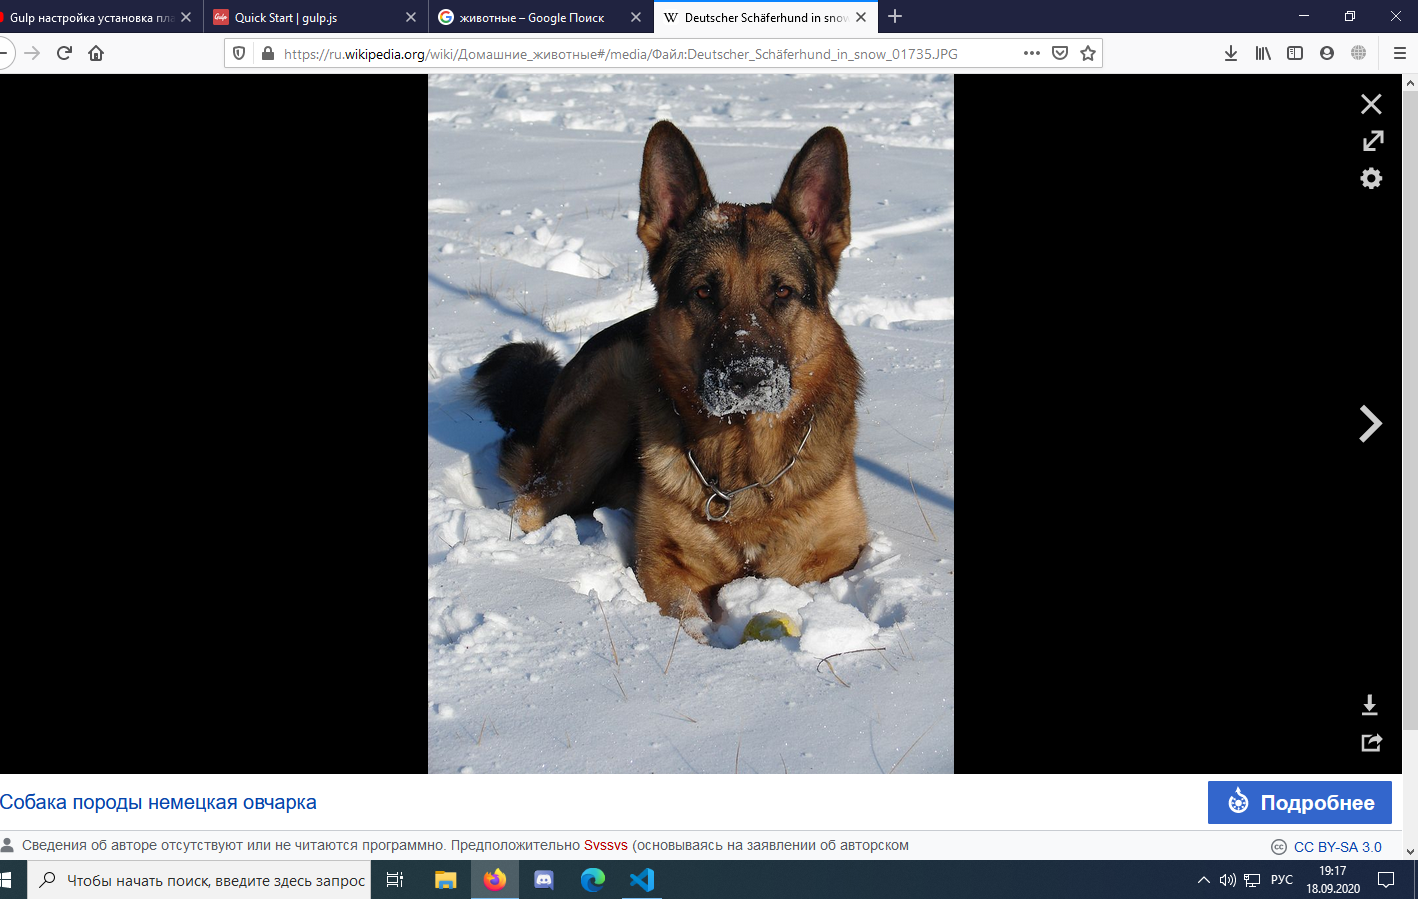 Gulp настройка установка пла
Quick Start | gulp.js
животные – Google Поиск
Deutscher Schäferhund in snow
https://ru.wikipedia.org/wiki/Домашние_животные#/media/Файл:Deutscher_Schäferhund_in_snow_01735.JPG
Собака породы немецкая овчарка
Подробнее
Сведения об авторе отсутствуют или не читаются программно. Предположительно Svssvs (основываясь на заявлении об авторском
CC BY-SA 3.0
Чтобы начать поиск, введите здесь запрос
РУС
19:17
18.09.2020